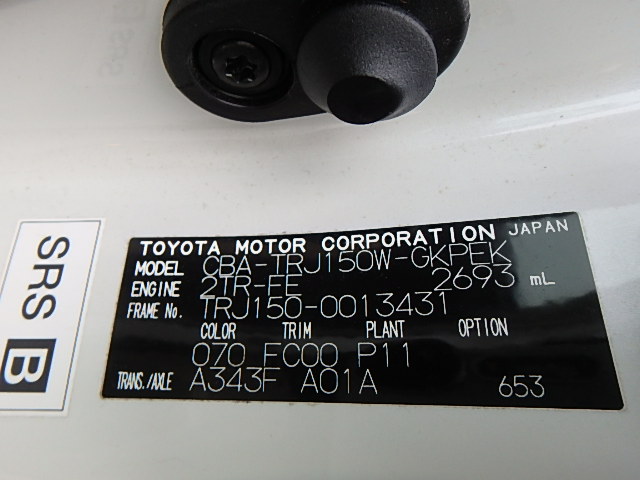 TOYOTA MOTOR CORPORATION JAPAN
MODEL CBA-TRJ150W-GKPEK
ENGINE 2TR-FE 2693 mL
FRAME No. TRJ150-0013431
COLOR TRIM PLANT OPTION
070 FC00 P11
TRANS./AXLE A343F A01A 653
SRS B